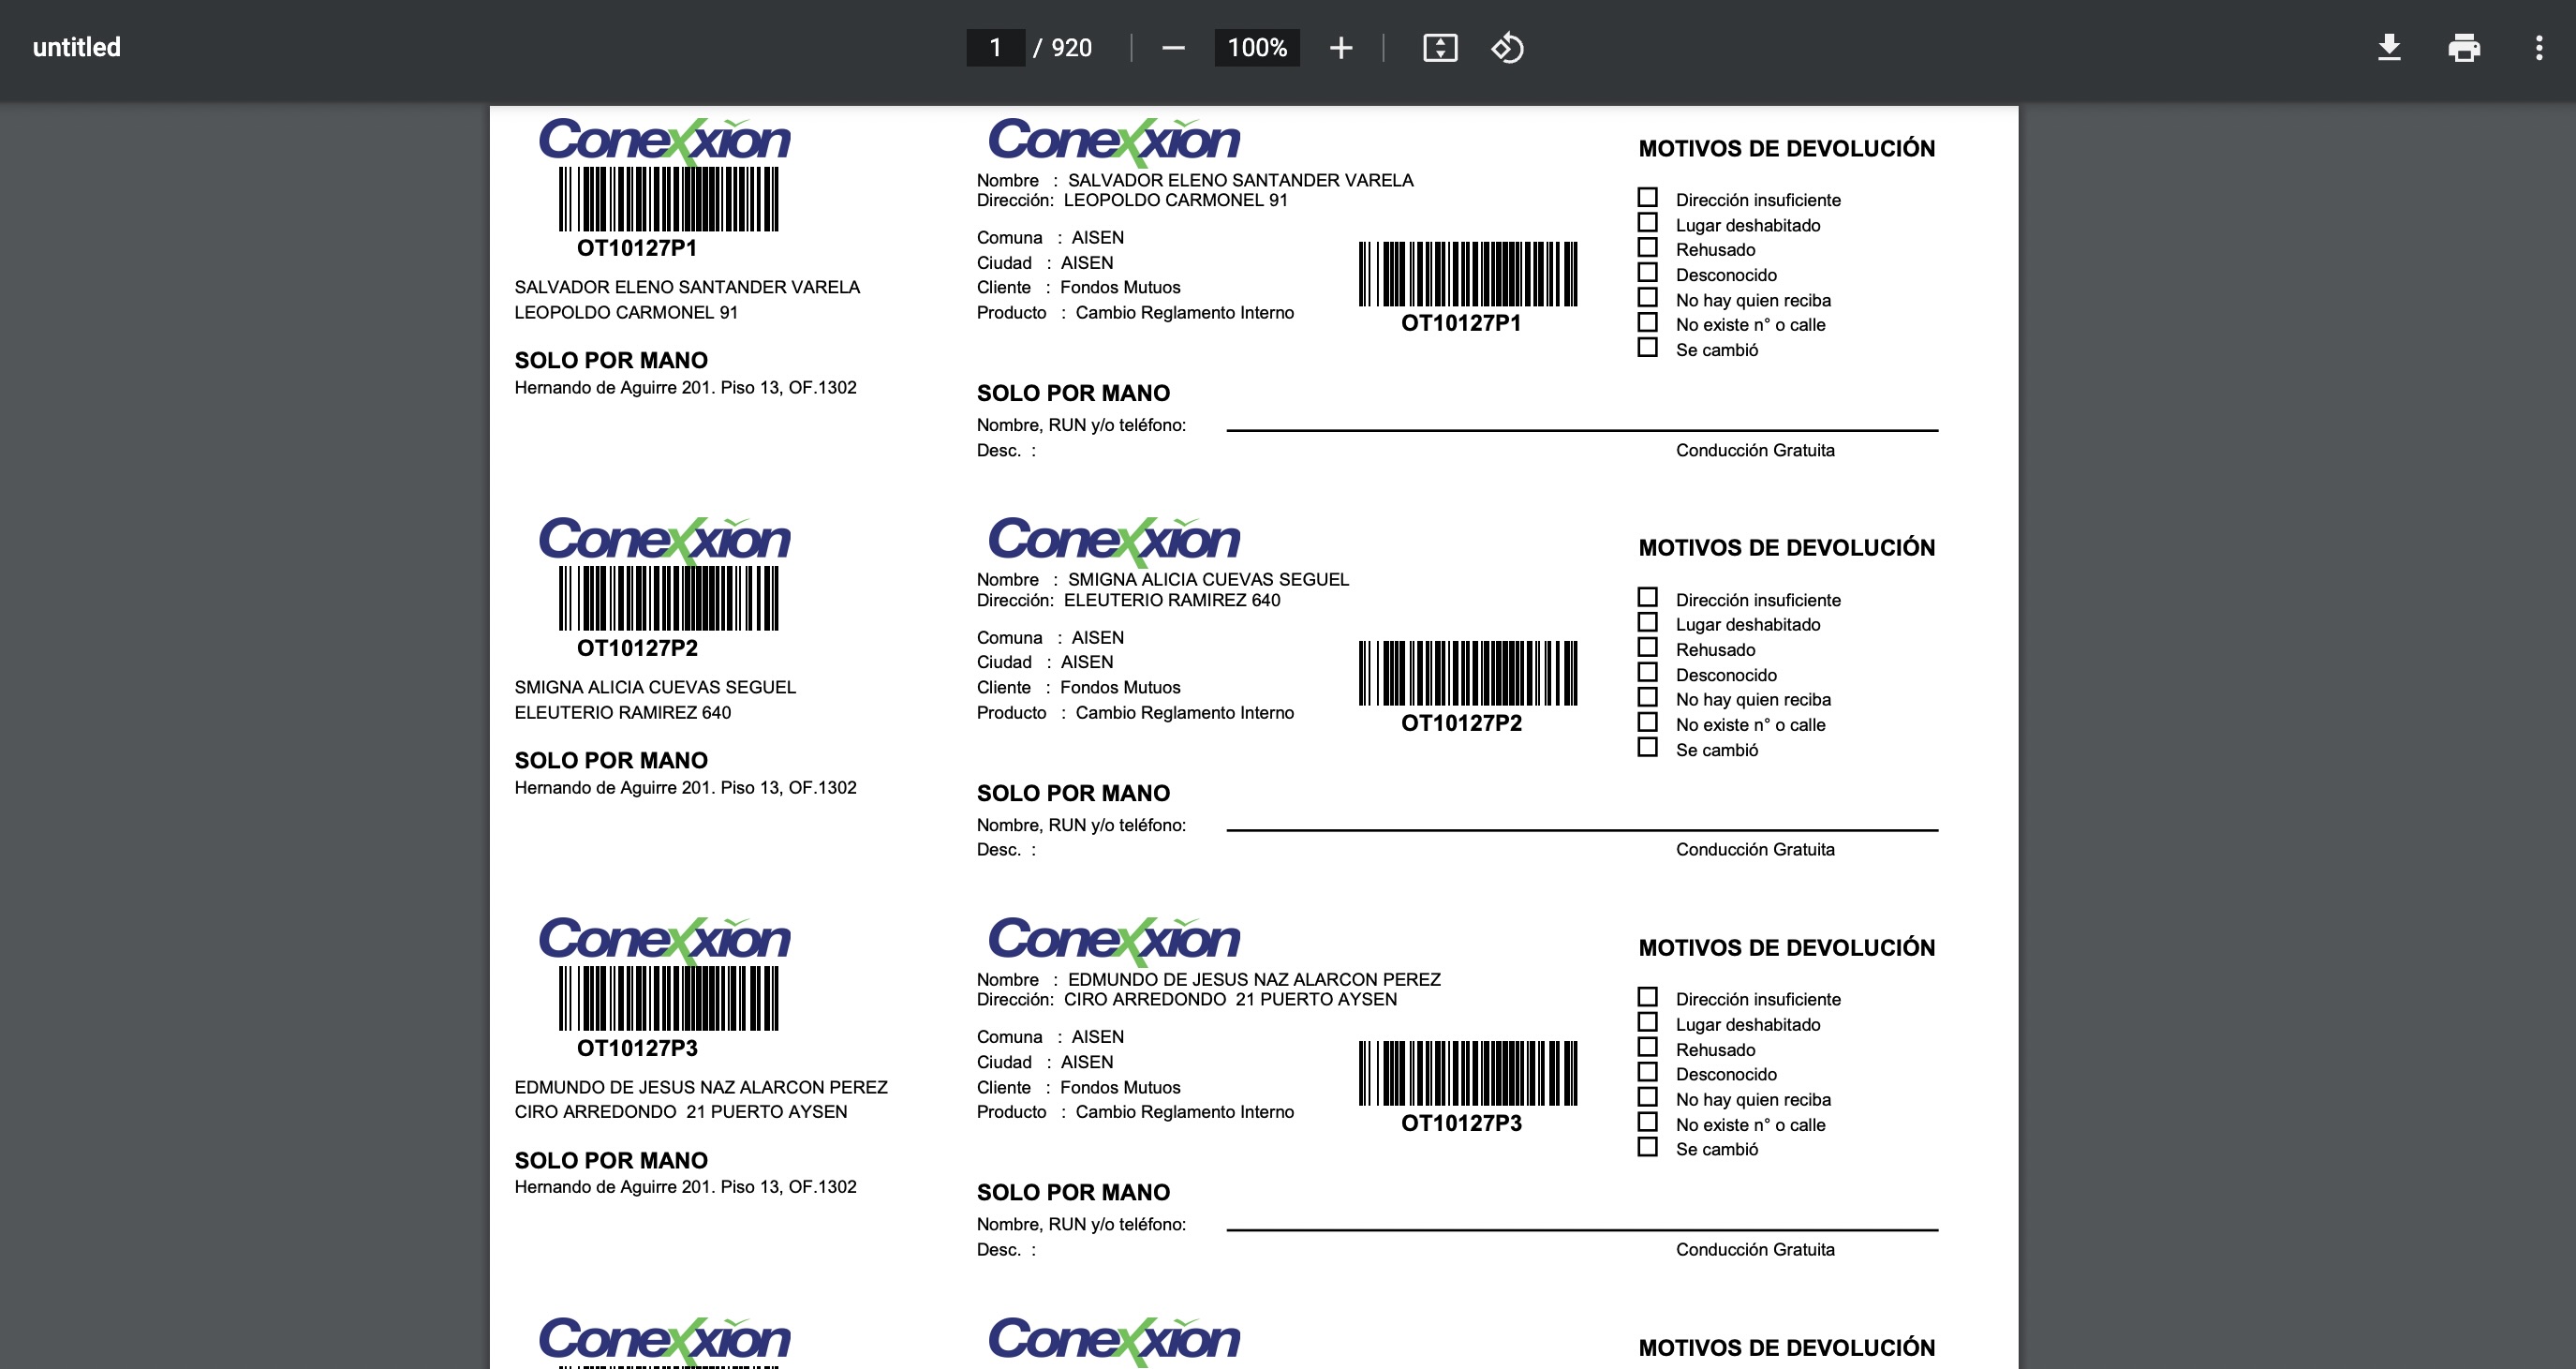 untitled
1 / 920
100%
Conexxion
OT10127P1
SALVADOR ELENO SANTANDER VARELA
LEOPOLDO CARMONEL 91
SOLO POR MANO
Hernando de Aguirre 201. Piso 13, OF.1302
Conexxion
Nombre : SALVADOR ELENO SANTANDER VARELA
Dirección: LEOPOLDO CARMONEL 91
Comuna : AISEN
Ciudad : AISEN
Cliente : Fondos Mutuos
Producto : Cambio Reglamento Interno
OT10127P1
SOLO POR MANO
Nombre, RUN y/o teléfono:
Desc. :
MOTIVOS DE DEVOLUCIÓN
Dirección insuficiente
Lugar deshabitado
Rehusado
Desconocido
No hay quien reciba
No existe n° o calle
Se cambió
Conducción Gratuita
Conexxion
OT10127P2
SMIGNA ALICIA CUEVAS SEGUEL
ELEUTERIO RAMIREZ 640
SOLO POR MANO
Hernando de Aguirre 201. Piso 13, OF.1302
Conexxion
Nombre : SMIGNA ALICIA CUEVAS SEGUEL
Dirección: ELEUTERIO RAMIREZ 640
Comuna : AISEN
Ciudad : AISEN
Cliente : Fondos Mutuos
Producto : Cambio Reglamento Interno
OT10127P2
SOLO POR MANO
Nombre, RUN y/o teléfono:
Desc. :
MOTIVOS DE DEVOLUCIÓN
Dirección insuficiente
Lugar deshabitado
Rehusado
Desconocido
No hay quien reciba
No existe n° o calle
Se cambió
Conducción Gratuita
Conexxion
OT10127P3
EDMUNDO DE JESUS NAZ ALARCON PEREZ
CIRO ARREDONDO 21 PUERTO AYSEN
SOLO POR MANO
Hernando de Aguirre 201. Piso 13, OF.1302
Conexxion
Nombre : EDMUNDO DE JESUS NAZ ALARCON PEREZ
Dirección: CIRO ARREDONDO 21 PUERTO AYSEN
Comuna : AISEN
Ciudad : AISEN
Cliente : Fondos Mutuos
Producto : Cambio Reglamento Interno
OT10127P3
SOLO POR MANO
Nombre, RUN y/o teléfono:
Desc. :
MOTIVOS DE DEVOLUCIÓN
Dirección insuficiente
Lugar deshabitado
Rehusado
Desconocido
No hay quien reciba
No existe n° o calle
Se cambió
Conducción Gratuita
Conexxion
Conexxion
MOTIVOS DE DEVOLUCIÓN